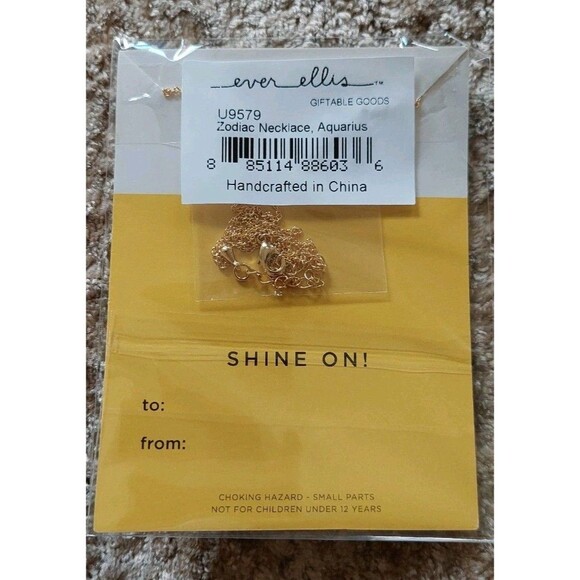 ever ellis ™
GIFTABLE GOODS
U9579
Zodiac Necklace, Aquarius
8 85114 88603 6
Handcrafted in China
SHINE ON!
to:
from:
CHOKING HAZARD - SMALL PARTS
NOT FOR CHILDREN UNDER 12 YEARS